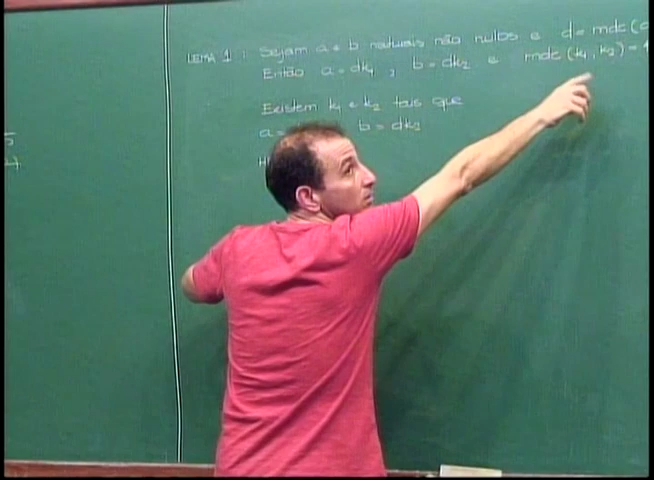 LEMA 1 : Sejam a e b naturais não nulos e d = mdc (a
Então a = dk₁ , b = dk₂ e mdc (k₁, k₂) = 1
Existem k₁ e k₂ tais que
a = b = dk₂